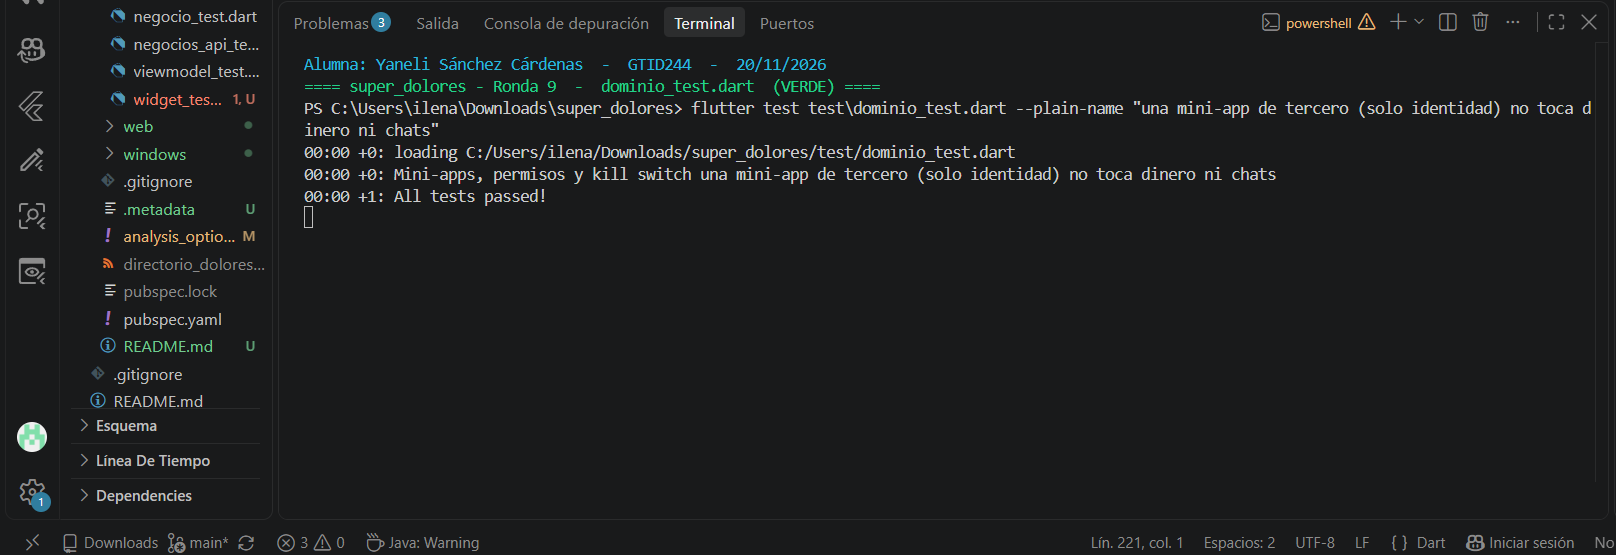 negocio_test.dart
negocios_api_te...
viewmodel_test....
widget_tes... 1, U
web
windows
.gitignore
.metadata U
analysis_optio... M
directorio_dolores...
pubspec.lock
pubspec.yaml
README.md U
.gitignore
README.md
Esquema
Línea De Tiempo
Dependencies
1
Problemas 3 Salida Consola de depuración Terminal Puertos
powershell
Alumna: Yaneli Sánchez Cárdenas - GTID244 - 20/11/2026
==== super_dolores - Ronda 9 - dominio_test.dart (VERDE) ====
PS C:\Users\ilena\Downloads\super_dolores> flutter test test\dominio_test.dart --plain-name "una mini-app de tercero (solo identidad) no toca d
inero ni chats"
00:00 +0: loading C:/Users/ilena/Downloads/super_dolores/test/dominio_test.dart
00:00 +0: Mini-apps, permisos y kill switch una mini-app de tercero (solo identidad) no toca dinero ni chats
00:00 +1: All tests passed!
Downloads main* 3 0 Java: Warning Lín. 221, col. 1 Espacios: 2 UTF-8 LF { } Dart Iniciar sesión No